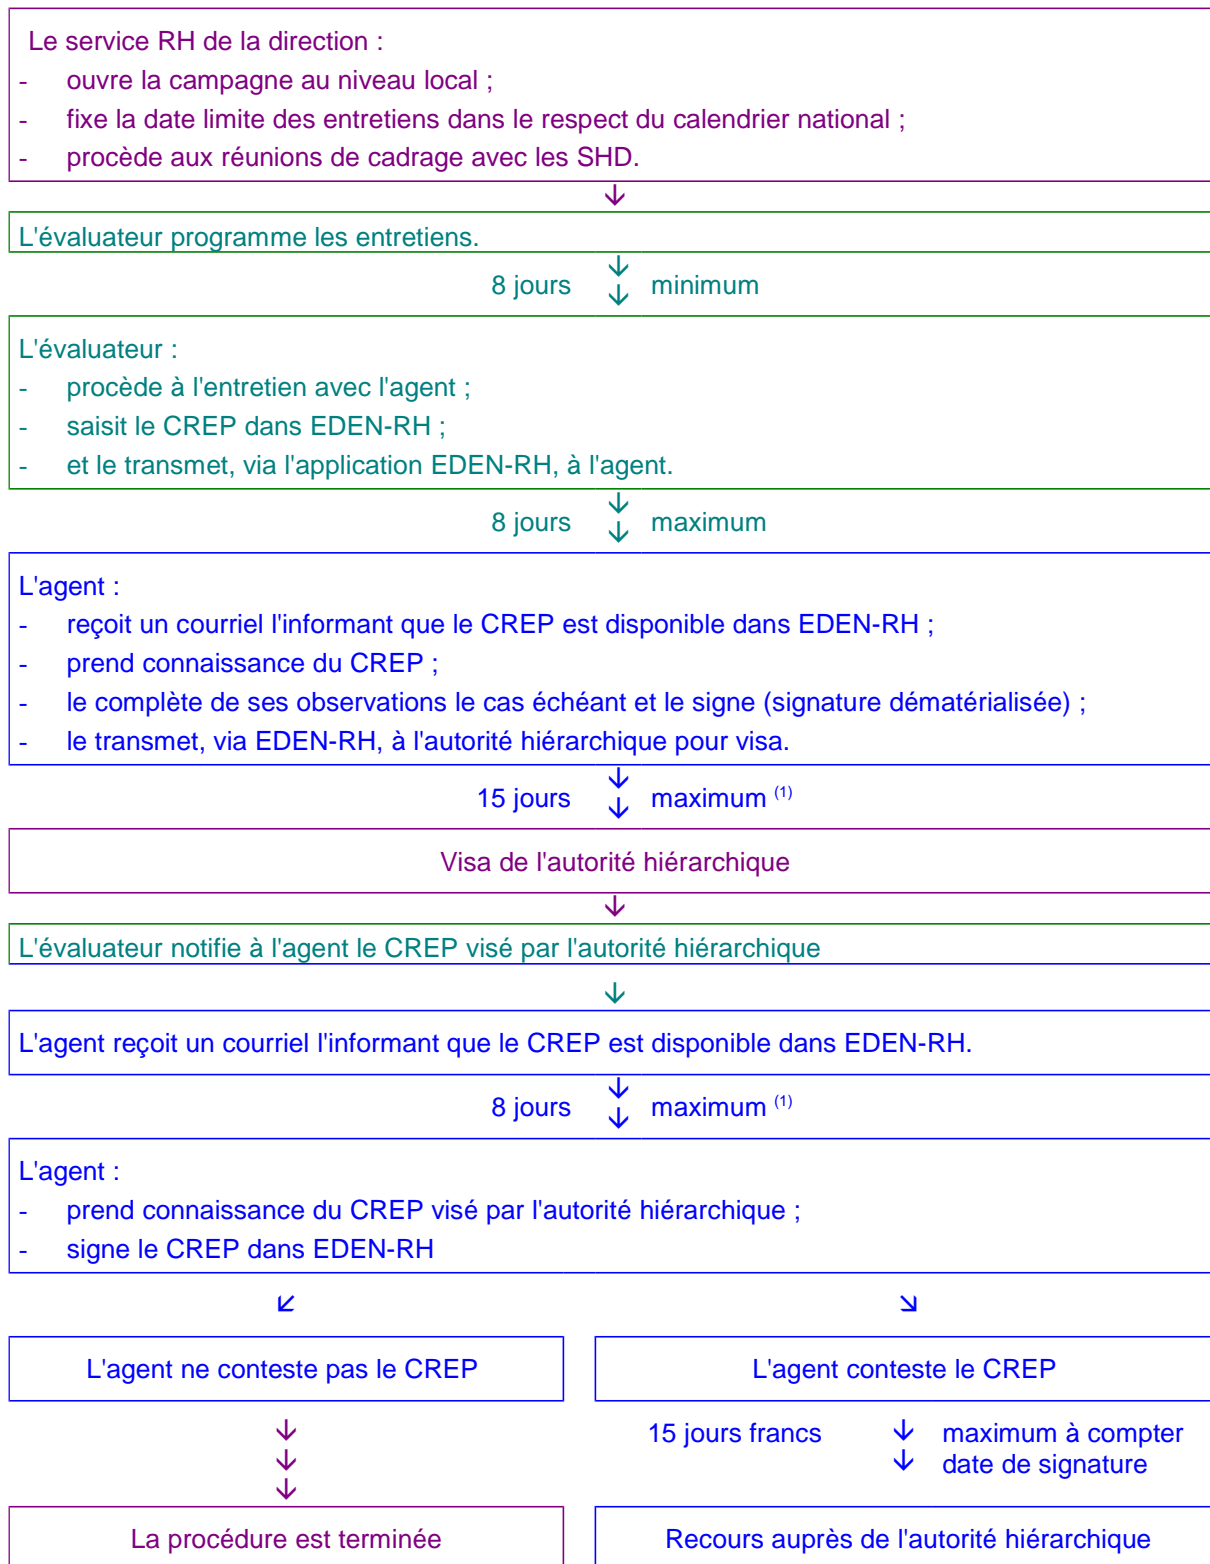 Le service RH de la direction :
- ouvre la campagne au niveau local ;
- fixe la date limite des entretiens dans le respect du calendrier national ;
- procède aux réunions de cadrage avec les SHD.
L'évaluateur programme les entretiens.
8 jours minimum
L'évaluateur :
- procède à l'entretien avec l'agent ;
- saisit le CREP dans EDEN-RH ;
- et le transmet, via l'application EDEN-RH, à l'agent.
8 jours maximum
L'agent :
- reçoit un courriel l'informant que le CREP est disponible dans EDEN-RH ;
- prend connaissance du CREP ;
- le complète de ses observations le cas échéant et le signe (signature dématérialisée) ;
- le transmet, via EDEN-RH, à l'autorité hiérarchique pour visa.
15 jours maximum (1)
Visa de l'autorité hiérarchique
L'évaluateur notifie à l'agent le CREP visé par l'autorité hiérarchique
L'agent reçoit un courriel l'informant que le CREP est disponible dans EDEN-RH.
8 jours maximum (1)
L'agent :
- prend connaissance du CREP visé par l'autorité hiérarchique ;
- signe le CREP dans EDEN-RH
L'agent ne conteste pas le CREP
L'agent conteste le CREP
15 jours francs maximum à compter
date de signature
La procédure est terminée
Recours auprès de l'autorité hiérarchique